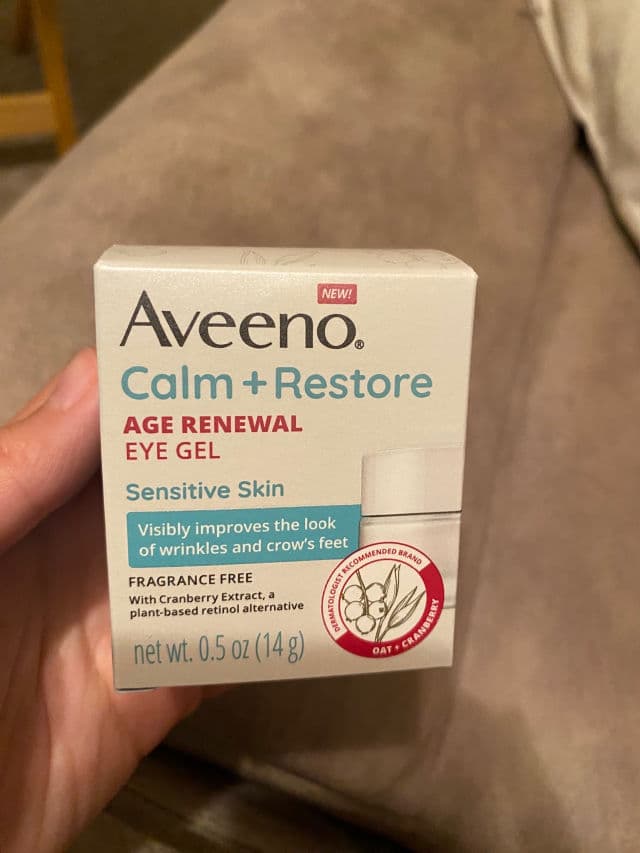 NEW!
Aveeno®
Calm + Restore
AGE RENEWAL
EYE GEL
Sensitive Skin
Visibly improves the look
of wrinkles and crow's feet
FRAGRANCE FREE
With Cranberry Extract, a
plant-based retinol alternative
net wt. 0.5 oz (14 g)
DERMATOLOGIST RECOMMENDED BRAND
OAT + CRANBERRY